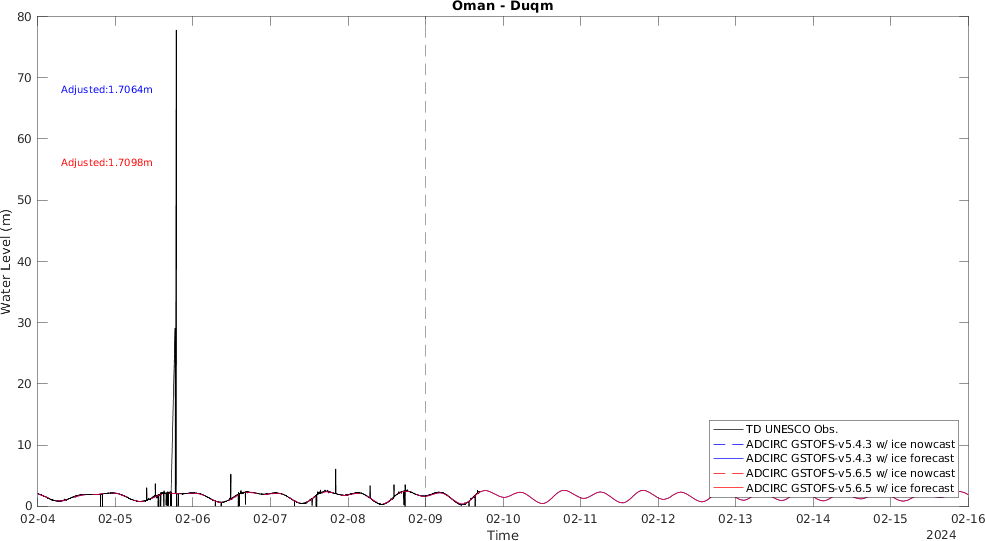 Oman - Duqm
80
70
60
50
40
30
20
10
0
Water Level (m)
Adjusted:1.7064m
Adjusted:1.7098m
TD UNESCO Obs.
ADCIRC GSTOFS-v5.4.3 w/ ice nowcast
ADCIRC GSTOFS-v5.4.3 w/ ice forecast
ADCIRC GSTOFS-v5.6.5 w/ ice nowcast
ADCIRC GSTOFS-v5.6.5 w/ ice forecast
02-04 02-05 02-06 02-07 02-08 02-09 02-10 02-11 02-12 02-13 02-14 02-15 02-16
Time
2024